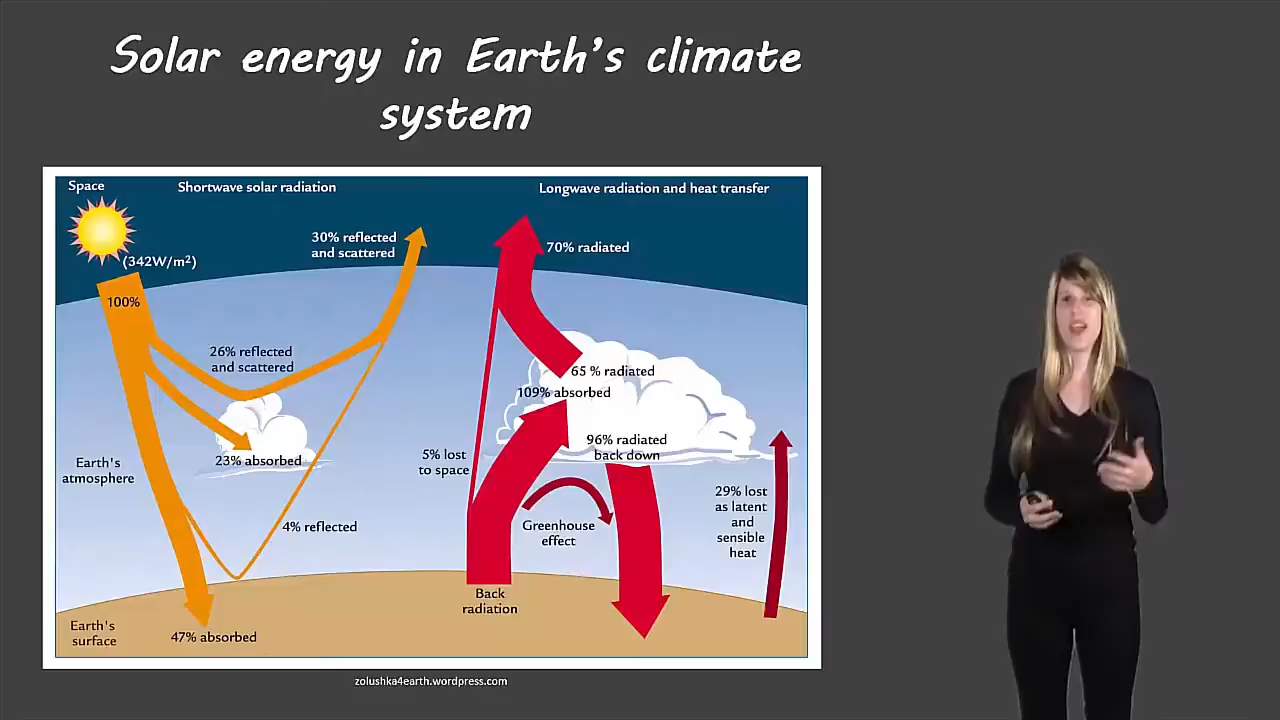 Solar energy in Earth's climate
system
Space
Shortwave solar radiation
Longwave radiation and heat transfer
(342W/m²)
100%
30% reflected
and scattered
70% radiated
26% reflected
and scattered
65 % radiated
109% absorbed
96% radiated
back down
23% absorbed
5% lost
to space
Earth's
atmosphere
4% reflected
Greenhouse
effect
29% lost
as latent
and
sensible
heat
Back
radiation
Earth's
surface
47% absorbed
zolushka4earth.wordpress.com